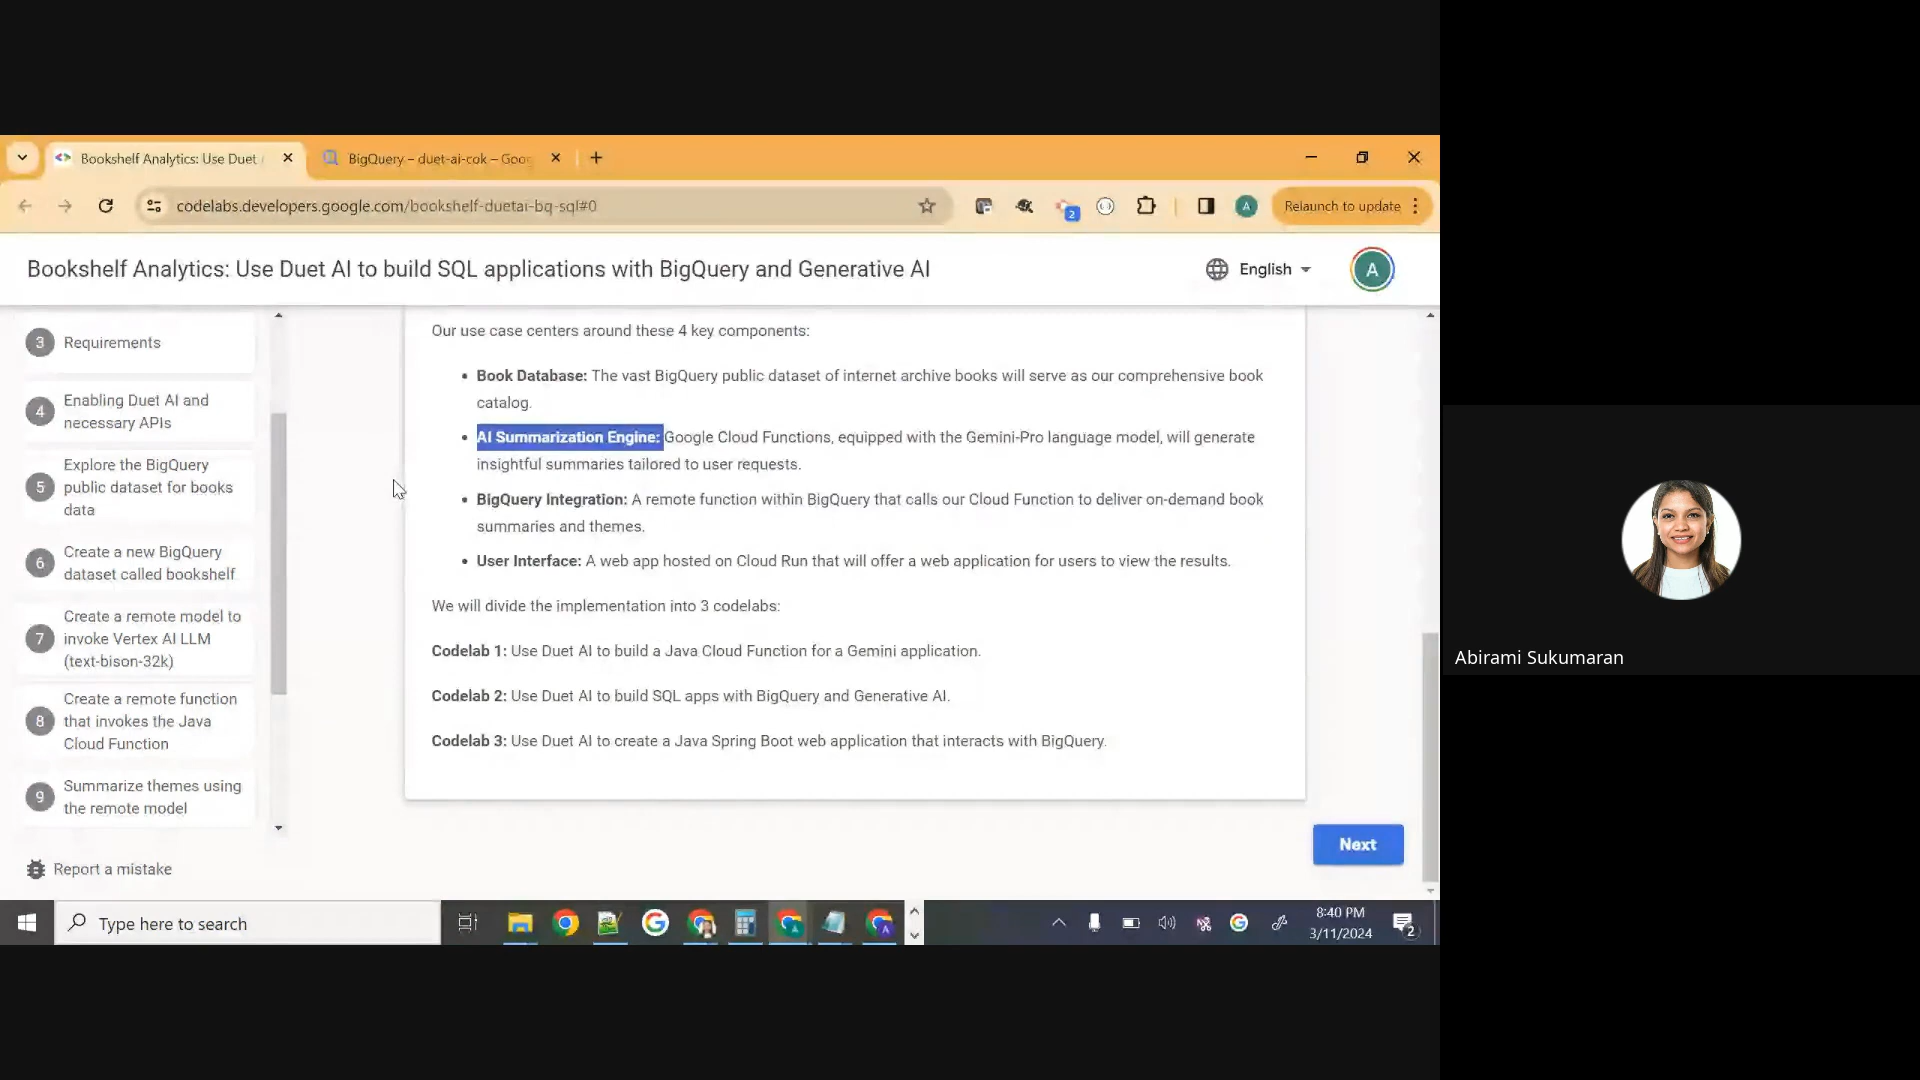 Bookshelf Analytics: Use Duet
BigQuery – duet-ai-cok – Goog
codelabs.developers.google.com/bookshelf-duetai-bq-sql#0
2
A
Relaunch to update
Bookshelf Analytics: Use Duet AI to build SQL applications with BigQuery and Generative AI
English
A
3 Requirements
4 Enabling Duet AI and
necessary APIs
5 Explore the BigQuery
public dataset for books
data
6 Create a new BigQuery
dataset called bookshelf
7 Create a remote model to
invoke Vertex AI LLM
(text-bison-32k)
8 Create a remote function
that invokes the Java
Cloud Function
9 Summarize themes using
the remote model
Report a mistake
Our use case centers around these 4 key components:
• Book Database: The vast BigQuery public dataset of internet archive books will serve as our comprehensive book
catalog.
• AI Summarization Engine: Google Cloud Functions, equipped with the Gemini-Pro language model, will generate
insightful summaries tailored to user requests.
• BigQuery Integration: A remote function within BigQuery that calls our Cloud Function to deliver on-demand book
summaries and themes.
• User Interface: A web app hosted on Cloud Run that will offer a web application for users to view the results.
We will divide the implementation into 3 codelabs:
Codelab 1: Use Duet AI to build a Java Cloud Function for a Gemini application.
Codelab 2: Use Duet AI to build SQL apps with BigQuery and Generative AI.
Codelab 3: Use Duet AI to create a Java Spring Boot web application that interacts with BigQuery.
Next
Type here to search
8:40 PM
3/11/2024
2
Abirami Sukumaran